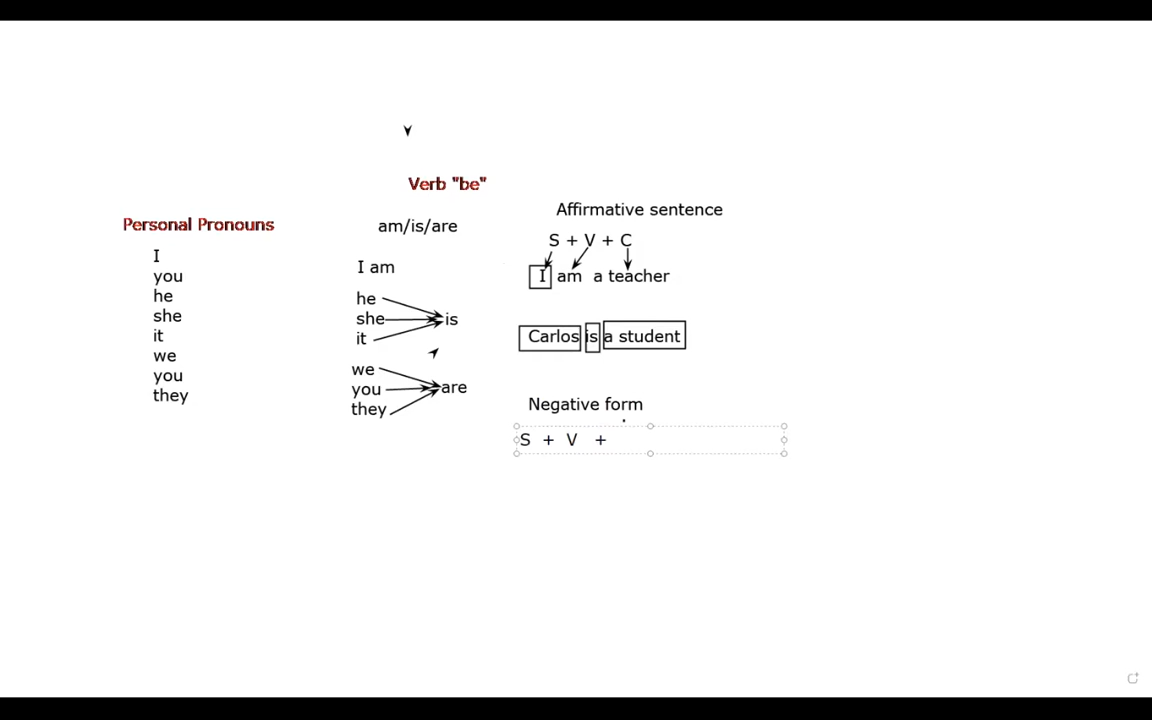 Verb "be"
Personal Pronouns
I
you
he
she
it
we
you
they
am/is/are
I am
he
she
it
is
we
you
they
are
Affirmative sentence
S + V + C
I am a teacher
Carlos is a student
Negative form
S + V +